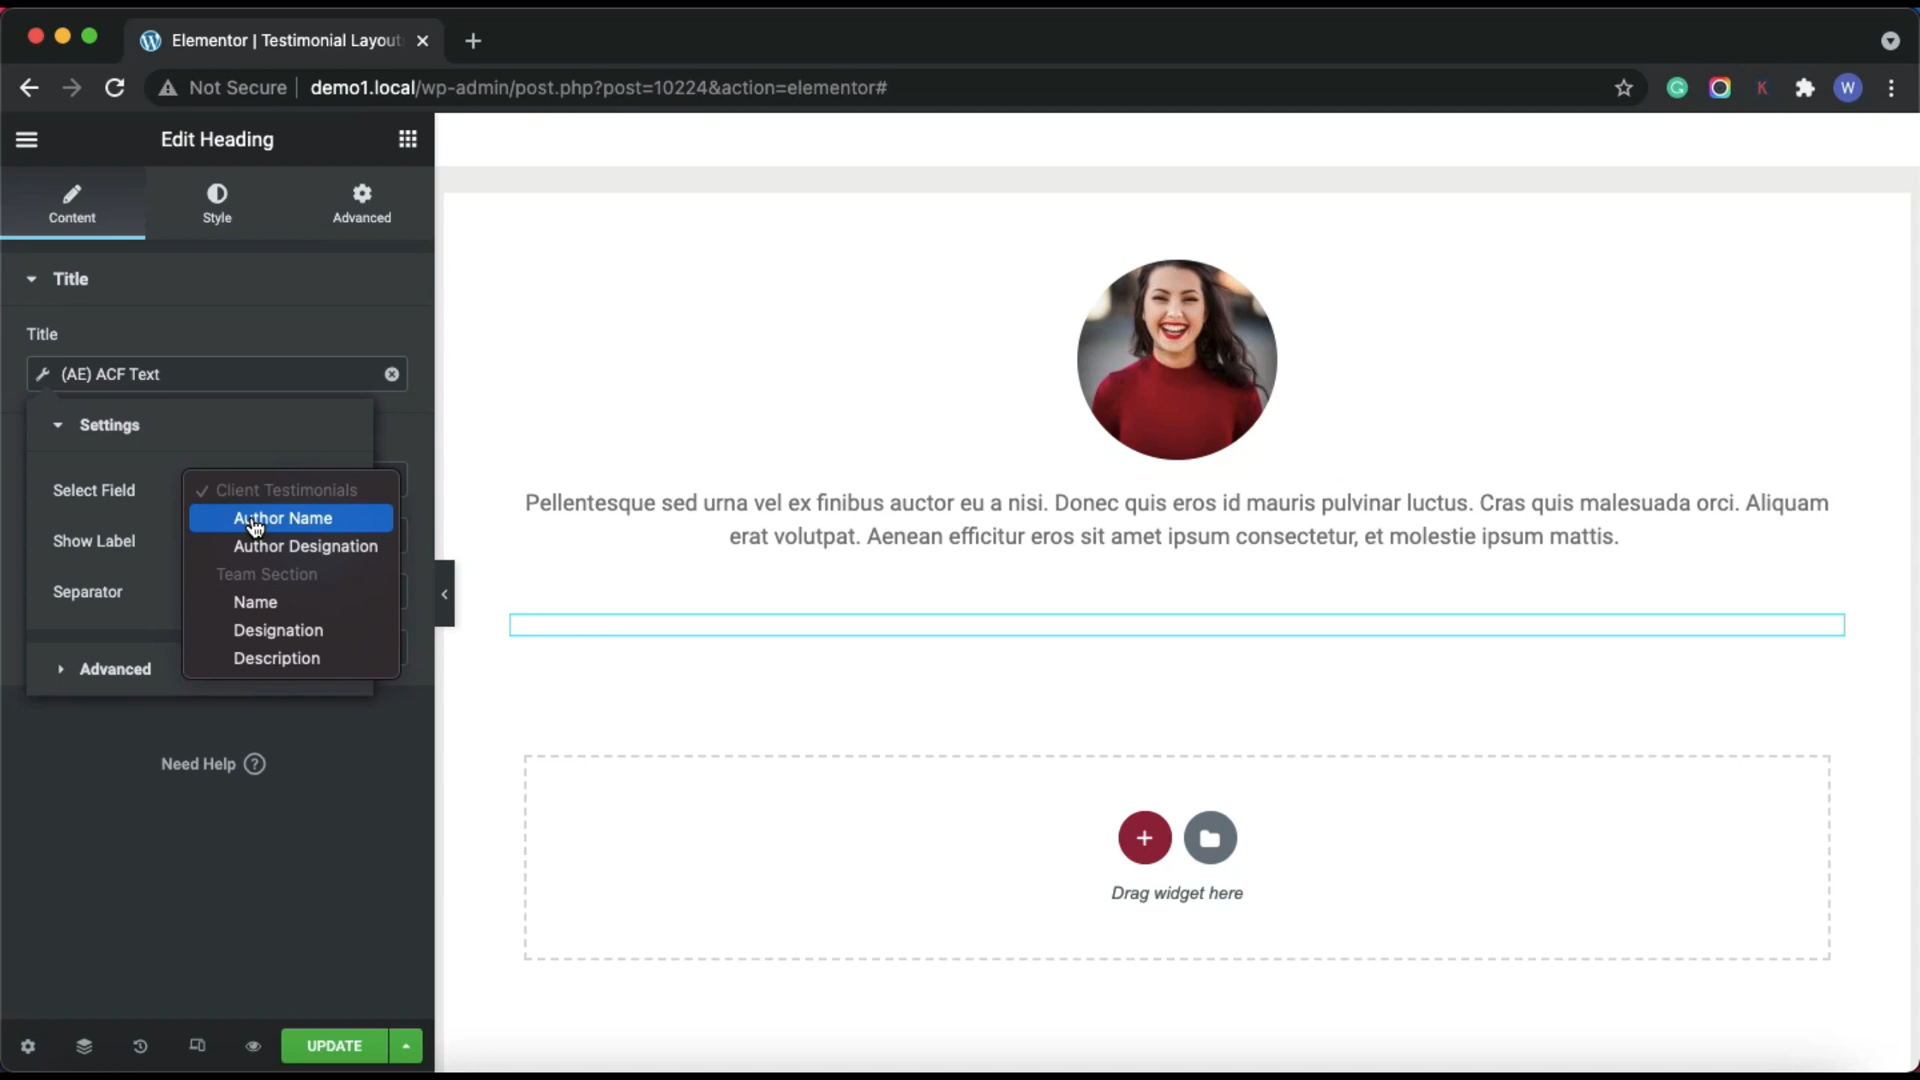 Elementor | Testimonial Layout
Not Secure
demo1.local/wp-admin/post.php?post=10224&action=elementor#
K
W
Edit Heading
Content
Style
Advanced
Title
Title
(AE) ACF Text
Settings
Select Field
Client Testimonials
Author Name
Show Label
Author Designation
Team Section
Separator
Name
Designation
Description
Advanced
Need Help
Pellentesque sed urna vel ex finibus auctor eu a nisi. Donec quis eros id mauris pulvinar luctus. Cras quis malesuada orci. Aliquam
erat volutpat. Aenean efficitur eros sit amet ipsum consectetur, et molestie ipsum mattis.
Drag widget here
UPDATE